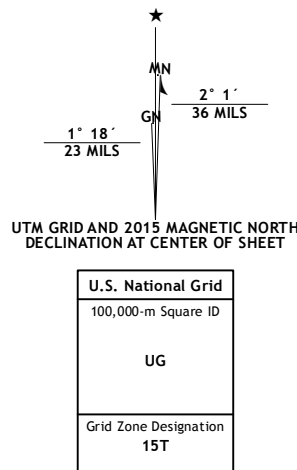 ★
MN
GN
2° 1´
36 MILS
1° 18´
23 MILS
UTM GRID AND 2015 MAGNETIC NORTH
DECLINATION AT CENTER OF SHEET
U.S. National Grid
100,000-m Square ID
UG
Grid Zone Designation
15T